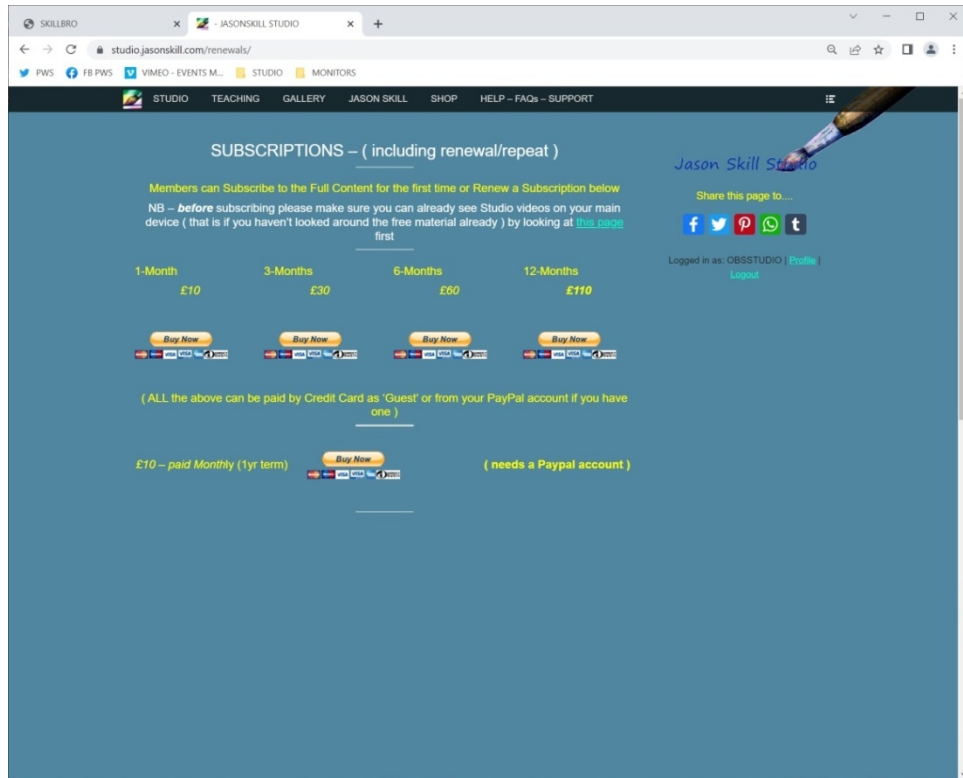 SKILLBRO
- JASONSKILL STUDIO
studio.jasonskill.com/renewals/
PWS FB PWS VIMEO - EVENTS M... STUDIO MONITORS
STUDIO TEACHING GALLERY JASON SKILL SHOP HELP – FAQs – SUPPORT
SUBSCRIPTIONS – ( including renewal/repeat )
Members can Subscribe to the Full Content for the first time or Renew a Subscription below
NB – before subscribing please make sure you can already see Studio videos on your main
device ( that is if you haven't looked around the free material already ) by looking at this page
first
1-Month 3-Months 6-Months 12-Months
£10 £30 £60 £110
Buy Now Buy Now Buy Now Buy Now
( ALL the above can be paid by Credit Card as 'Guest' or from your PayPal account if you have
one )
£10 – paid Monthly (1yr term) Buy Now ( needs a Paypal account )
Jason Skill Studio
Share this page to....
Logged in as: OBSSTUDIO | Profile |
Logout